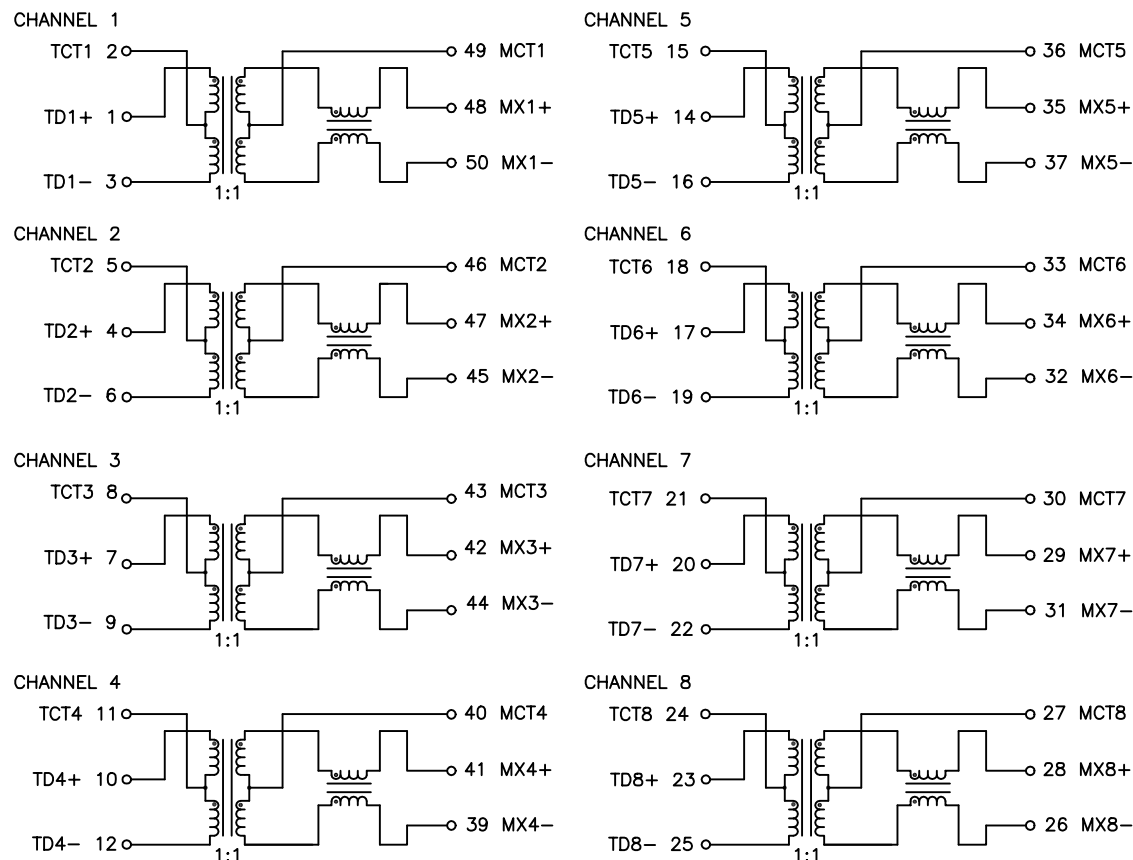 CHANNEL 1
TCT1 2 49 MCT1
TD1+ 1 48 MX1+
TD1− 3 50 MX1−
1:1
CHANNEL 2
TCT2 5 46 MCT2
TD2+ 4 47 MX2+
TD2− 6 45 MX2−
1:1
CHANNEL 3
TCT3 8 43 MCT3
TD3+ 7 42 MX3+
TD3− 9 44 MX3−
1:1
CHANNEL 4
TCT4 11 40 MCT4
TD4+ 10 41 MX4+
TD4− 12 39 MX4−
1:1
CHANNEL 5
TCT5 15 36 MCT5
TD5+ 14 35 MX5+
TD5− 16 37 MX5−
1:1
CHANNEL 6
TCT6 18 33 MCT6
TD6+ 17 34 MX6+
TD6− 19 32 MX6−
1:1
CHANNEL 7
TCT7 21 30 MCT7
TD7+ 20 29 MX7+
TD7− 22 31 MX7−
1:1
CHANNEL 8
TCT8 24 27 MCT8
TD8+ 23 28 MX8+
TD8− 25 26 MX8−
1:1